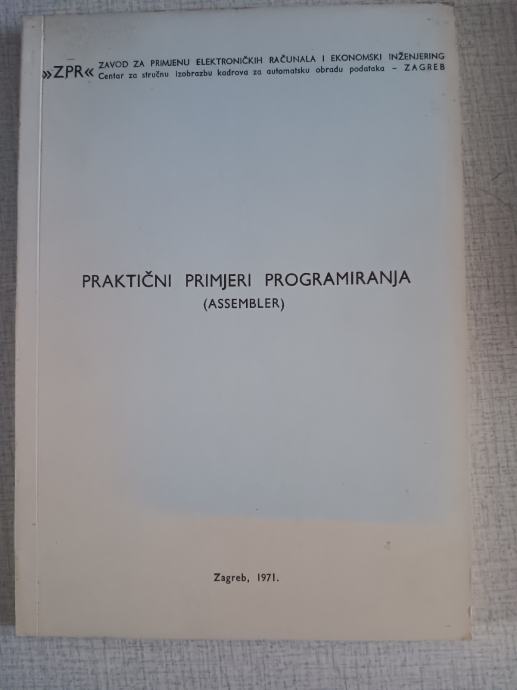 »ZPR« ZAVOD ZA PRIMJENU ELEKTRONIČKIH RAČUNALA I EKONOMSKI INŽENJERING
Centar za stručnu izobrazbu kadrova za automatsku obradu podataka – ZAGREB
PRAKTIČNI PRIMJERI PROGRAMIRANJA
(ASSEMBLER)
Zagreb, 1971.